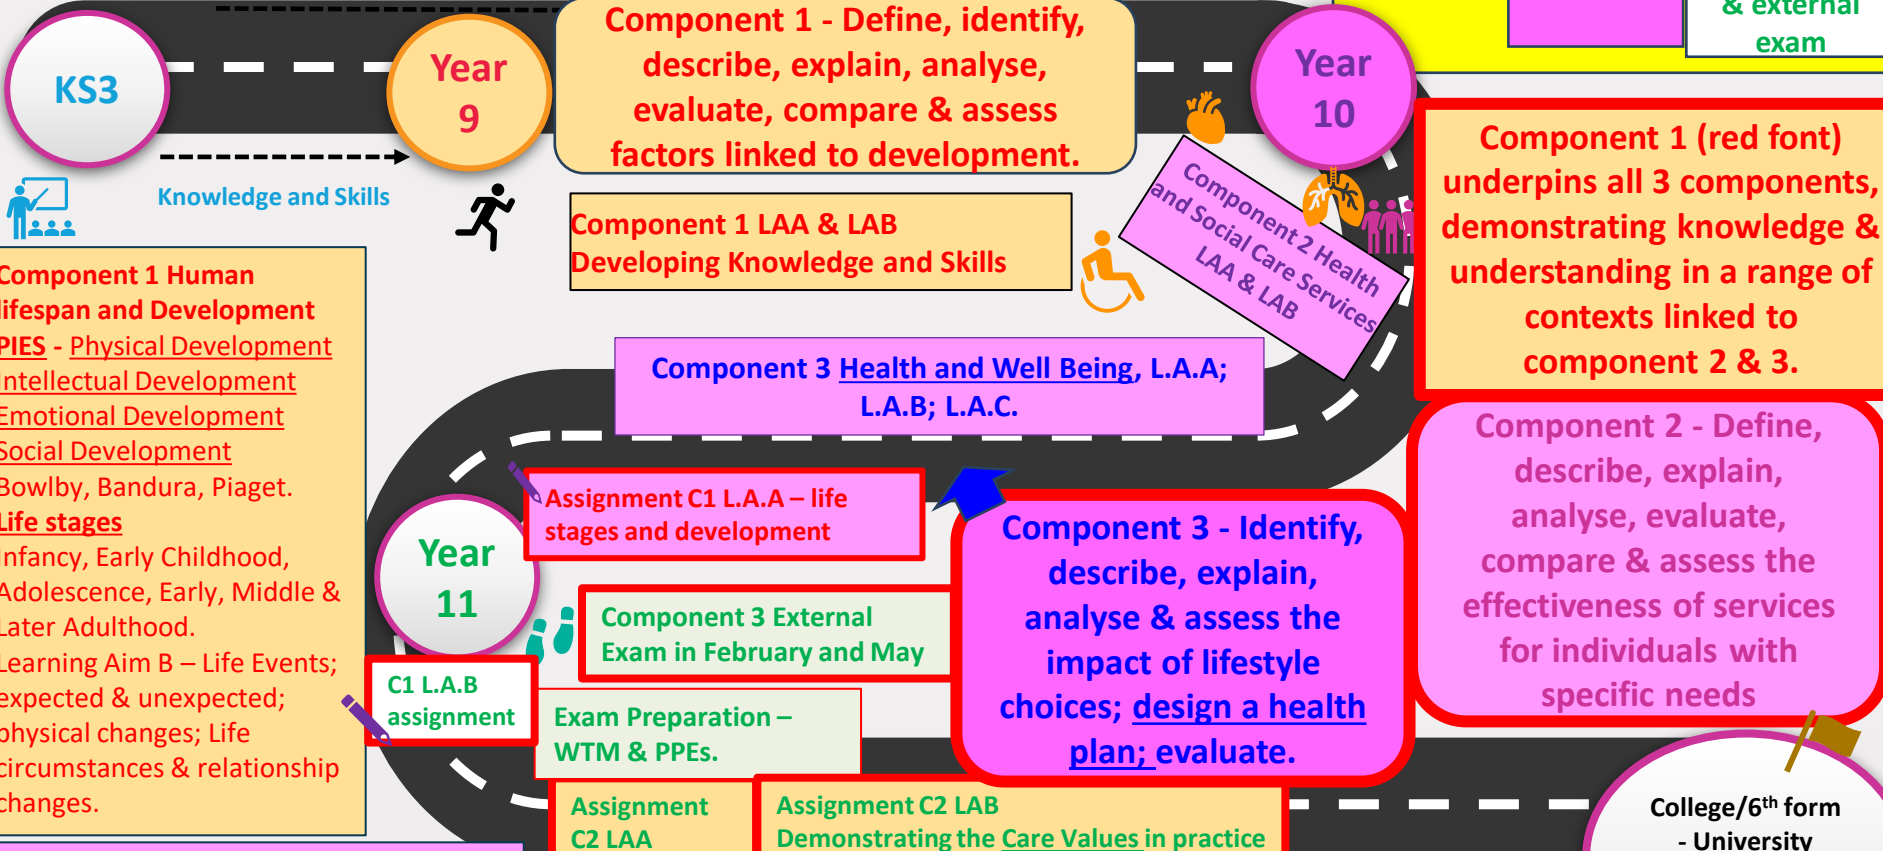 & external
exam
KS3
Year
9
Component 1 - Define, identify,
describe, explain, analyse,
evaluate, compare & assess
factors linked to development.
Year
10
Knowledge and Skills
Component 1 LAA & LAB
Developing Knowledge and Skills
Component 2 Health
and Social Care Services
LAA & LAB
Component 1 (red font)
underpins all 3 components,
demonstrating knowledge &
understanding in a range of
contexts linked to
component 2 & 3.
Component 1 Human
lifespan and Development
PIES - Physical Development
Intellectual Development
Emotional Development
Social Development
Bowlby, Bandura, Piaget.
Life stages
Infancy, Early Childhood,
Adolescence, Early, Middle &
Later Adulthood.
Learning Aim B – Life Events;
expected & unexpected;
physical changes; Life
circumstances & relationship
changes.
Component 3 Health and Well Being, L.A.A;
L.A.B; L.A.C.
Component 2 - Define,
describe, explain,
analyse, evaluate,
compare & assess the
effectiveness of services
for individuals with
specific needs
Assignment C1 L.A.A – life
stages and development
Year
11
Component 3 - Identify,
describe, explain,
analyse & assess the
impact of lifestyle
choices; design a health
plan; evaluate.
Component 3 External
Exam in February and May
C1 L.A.B
assignment
Exam Preparation –
WTM & PPEs.
Assignment
C2 LAA
Assignment C2 LAB
Demonstrating the Care Values in practice
College/6th form
- University